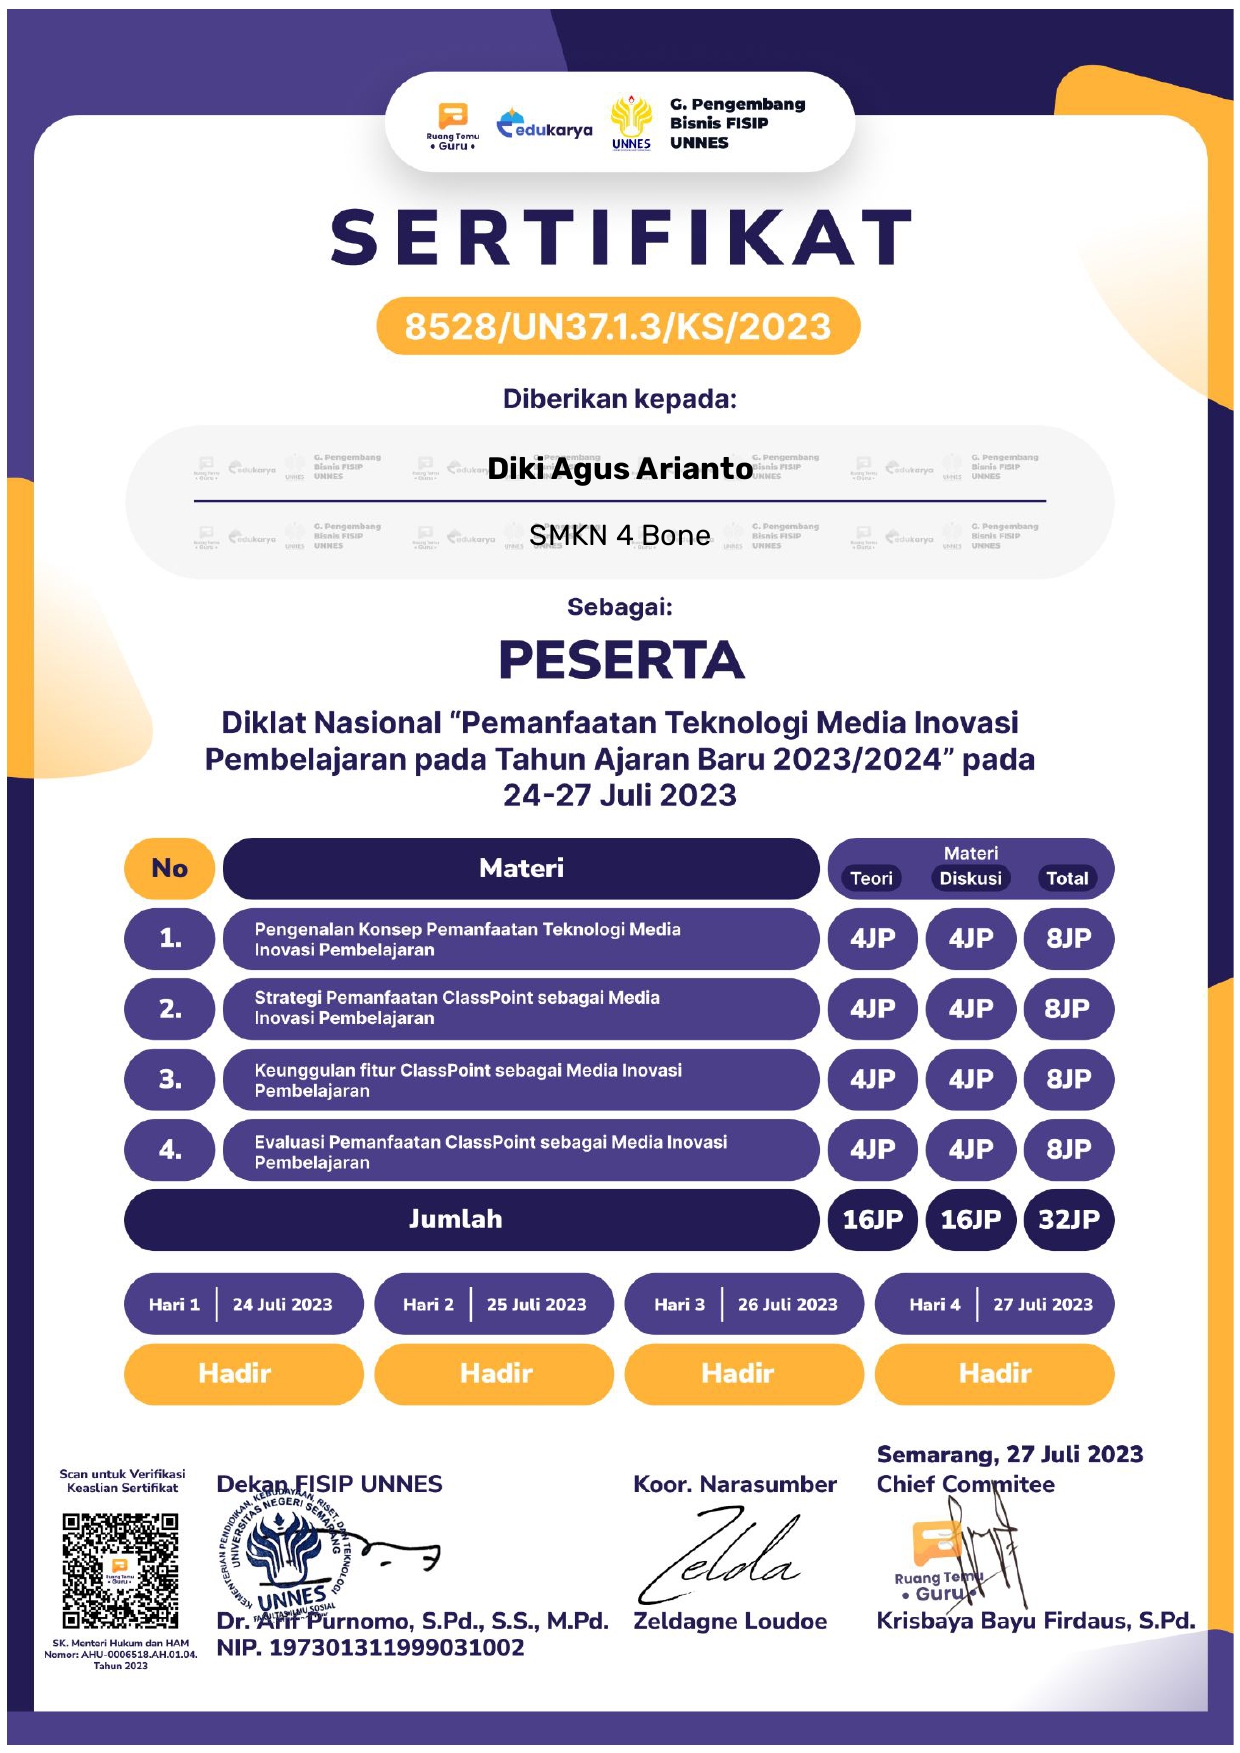 Ruang Temu
• Guru •
edukarya
UNNES
G. Pengembang
Bisnis FISIP
UNNES
SERTIFIKAT
8528/UN37.1.3/KS/2023
Diberikan kepada:
Diki Agus Arianto
SMKN 4 Bone
Sebagai:
PESERTA
Diklat Nasional “Pemanfaatan Teknologi Media Inovasi
Pembelajaran pada Tahun Ajaran Baru 2023/2024” pada
24-27 Juli 2023
No Materi Materi
Teori Diskusi Total
1. Pengenalan Konsep Pemanfaatan Teknologi Media
Inovasi Pembelajaran
4JP 4JP 8JP
2. Strategi Pemanfaatan ClassPoint sebagai Media
Inovasi Pembelajaran
4JP 4JP 8JP
3. Keunggulan fitur ClassPoint sebagai Media Inovasi
Pembelajaran
4JP 4JP 8JP
4. Evaluasi Pemanfaatan ClassPoint sebagai Media Inovasi
Pembelajaran
4JP 4JP 8JP
Jumlah 16JP 16JP 32JP
Hari 1 24 Juli 2023 Hari 2 25 Juli 2023 Hari 3 26 Juli 2023 Hari 4 27 Juli 2023
Hadir Hadir Hadir Hadir
Semarang, 27 Juli 2023
Scan untuk Verifikasi
Keaslian Sertifikat
Dekan FISIP UNNES Koor. Narasumber Chief Commitee
KEMENTERIAN PENDIDIKAN, KEBUDAYAAN, RISET, DAN TEKNOLOGI
UNIVERSITAS NEGERI SEMARANG
UNNES
FAKULTAS ILMU SOSIAL
Zelda
Ruang Temu
• Guru •
Dr. Arif Purnomo, S.Pd., S.S., M.Pd. Zeldagne Loudoe Krisbaya Bayu Firdaus, S.Pd.
NIP. 197301311999031002
SK. Menteri Hukum dan HAM
Nomor: AHU-0006518.AH.01.04.
Tahun 2023